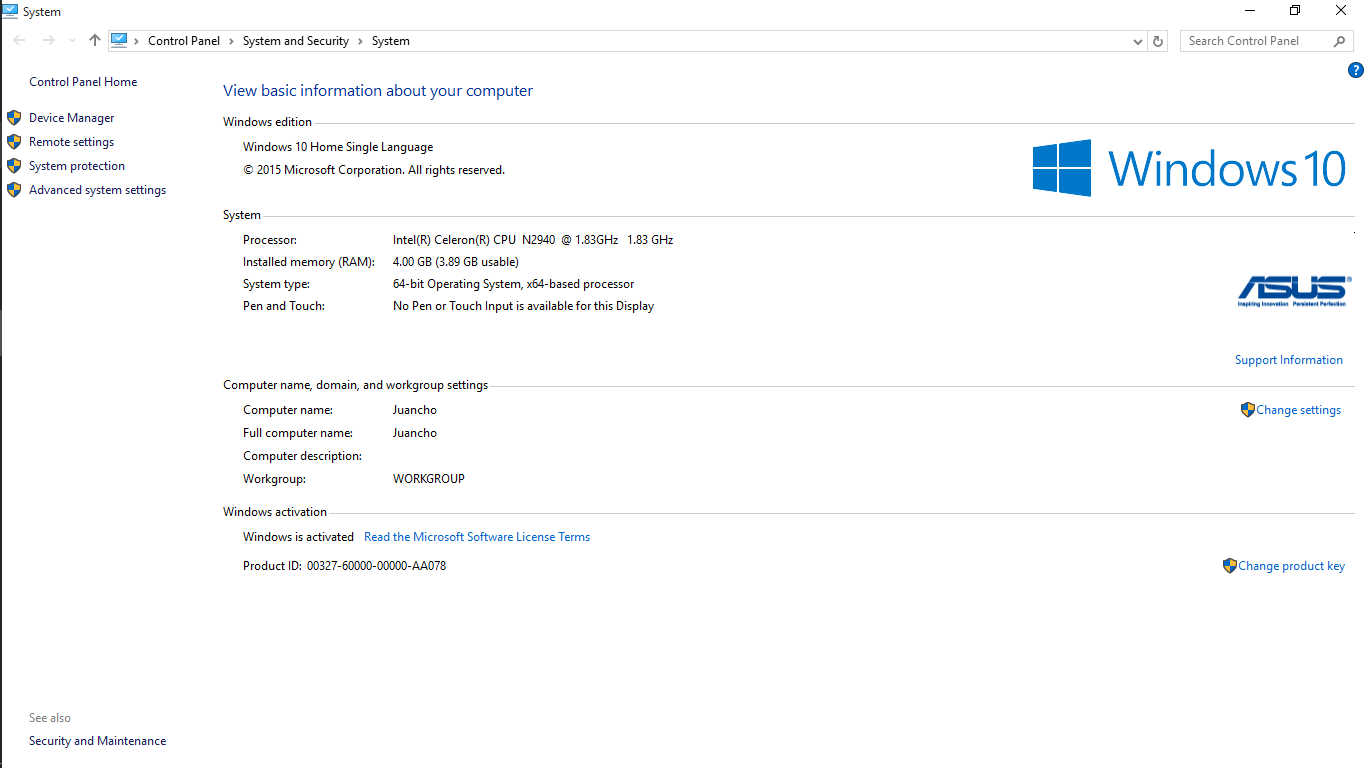 System
Control Panel › System and Security › System
Search Control Panel
?
Control Panel Home
Device Manager
Remote settings
System protection
Advanced system settings
View basic information about your computer
Windows edition
Windows 10 Home Single Language
© 2015 Microsoft Corporation. All rights reserved.
Windows 10
System
Processor: Intel(R) Celeron(R) CPU N2940 @ 1.83GHz 1.83 GHz
Installed memory (RAM): 4.00 GB (3.89 GB usable)
System type: 64-bit Operating System, x64-based processor
Pen and Touch: No Pen or Touch Input is available for this Display
ASUS®
Inspiring Innovation Persistent Perfection
Support Information
Computer name, domain, and workgroup settings
Computer name: Juancho
Change settings
Full computer name: Juancho
Computer description:
Workgroup: WORKGROUP
Windows activation
Windows is activated Read the Microsoft Software License Terms
Product ID: 00327-60000-00000-AA078
Change product key
See also
Security and Maintenance